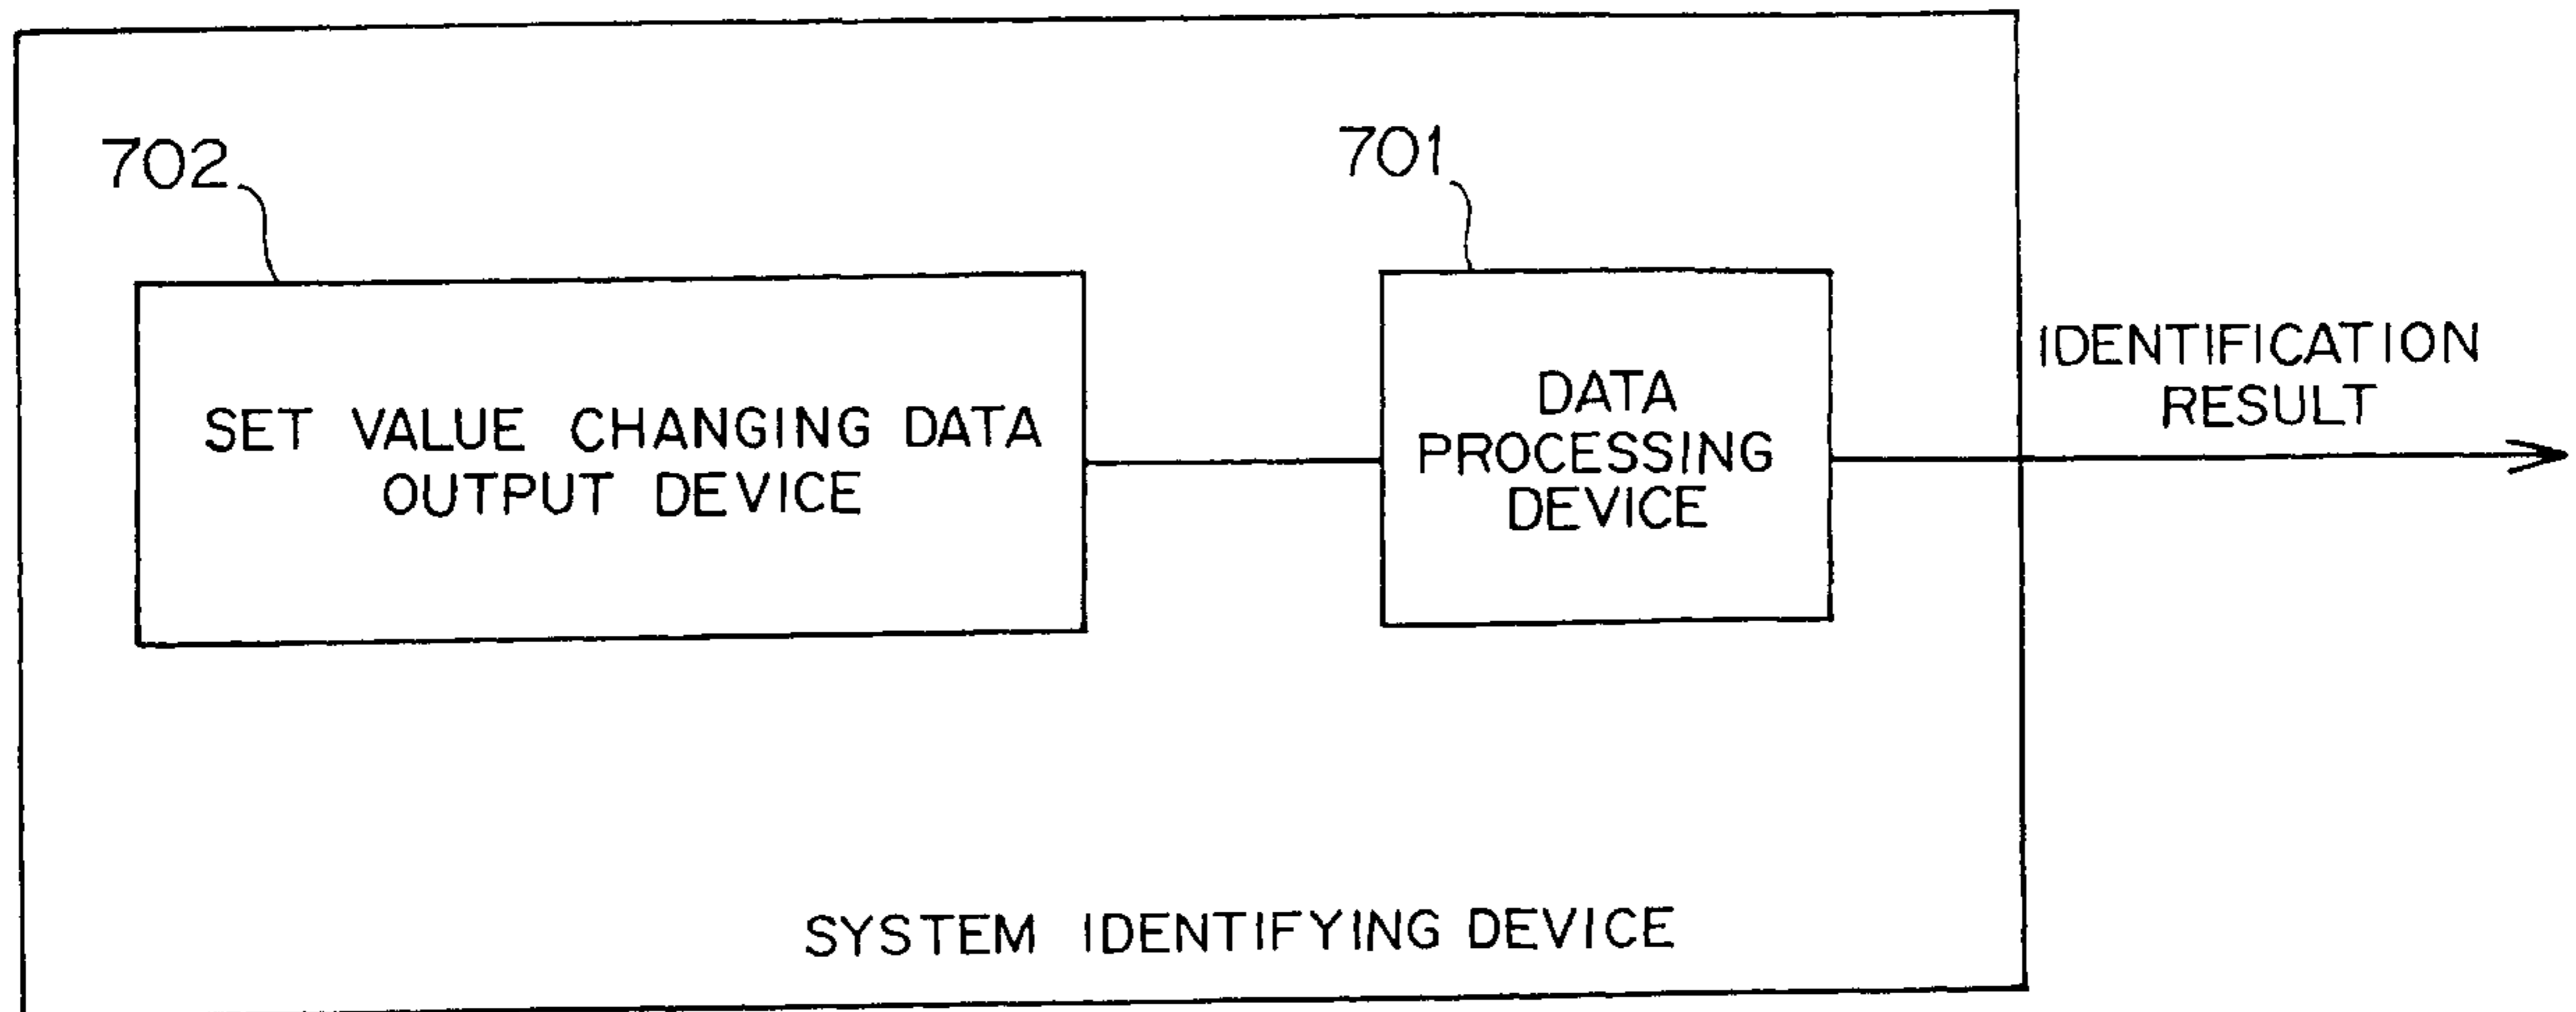 702
701
SET VALUE CHANGING DATA
OUTPUT DEVICE
DATA
PROCESSING
DEVICE
IDENTIFICATION
RESULT
SYSTEM IDENTIFYING DEVICE